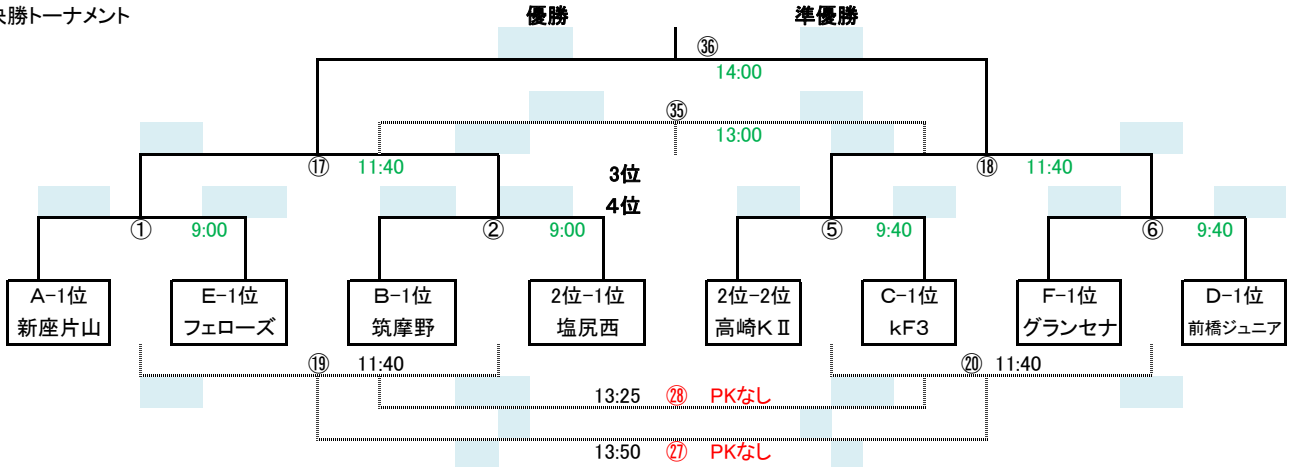 決勝トーナメント
優勝 準優勝
㊱
14:00
㉟
13:00
⑰ 11:40 ⑱ 11:40
3位
4位
① 9:00 ② 9:00 ⑤ 9:40 ⑥ 9:40
A-1位 E-1位 B-1位 2位-1位 2位-2位 C-1位 F-1位 D-1位
新座片山 フェローズ 筑摩野 塩尻西 高崎KⅡ kF3 グランセナ 前橋ジュニア
⑲ 11:40 ⑳ 11:40
13:25 ㉘ PKなし
13:50 ㉗ PKなし